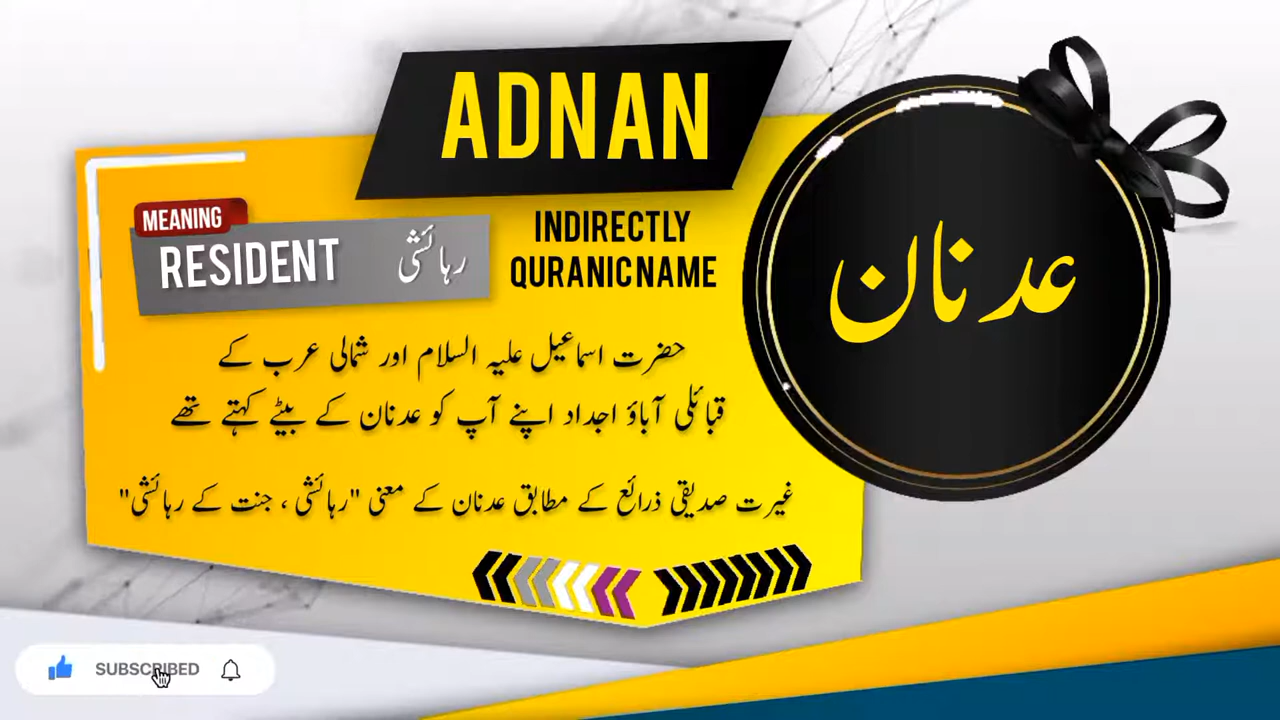 ADNAN
عدنان
MEANING
RESIDENT رہائشی
INDIRECTLY
QURANIC NAME
حضرت اسماعیل علیہ السلام اور شمالی عرب کے
قبائلی آباؤ اجداد اپنے آپ کو عدنان کے بیٹے کہتے تھے
غیرت صدیقی ذرائع کے مطابق عدنان کے معنی "رہائشی ، جنت کے رہائشی"
SUBSCRIBED